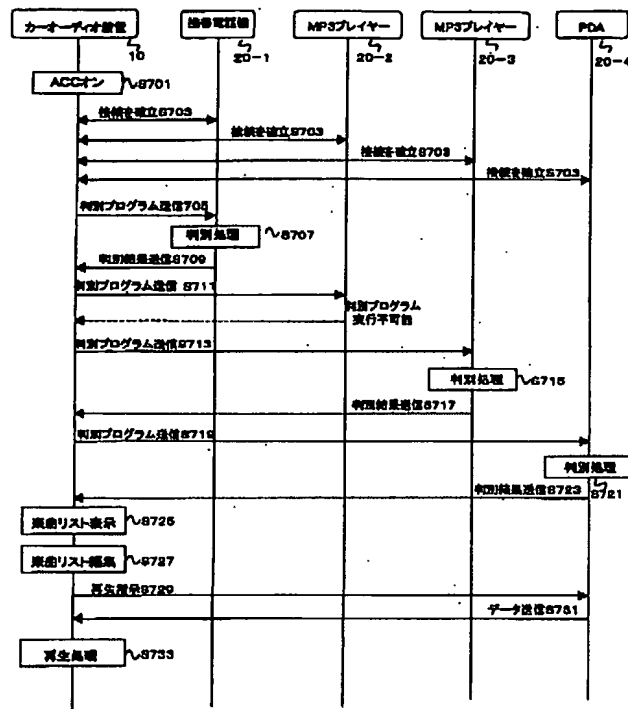 カーオーディオ装置
携帯電話機
MP3プレイヤー
MP3プレイヤー
PDA
10
20-1
20-2
20-3
20-4
ACCオン
S701
接続を確立S703
接続を確立S703
接続を確立S703
接続を確立S703
判別プログラム送信705
判別処理
S707
判別結果送信S709
判別プログラム送信 S711
判別プログラム
実行不可能
判別プログラム送信S713
判別処理
S715
判別結果送信S717
判別プログラム送信S719
判別処理
S721
判別結果送信S723
楽曲リスト表示
S725
楽曲リスト編集
S727
再生指示S729
データ送信S731
再生処理
S733